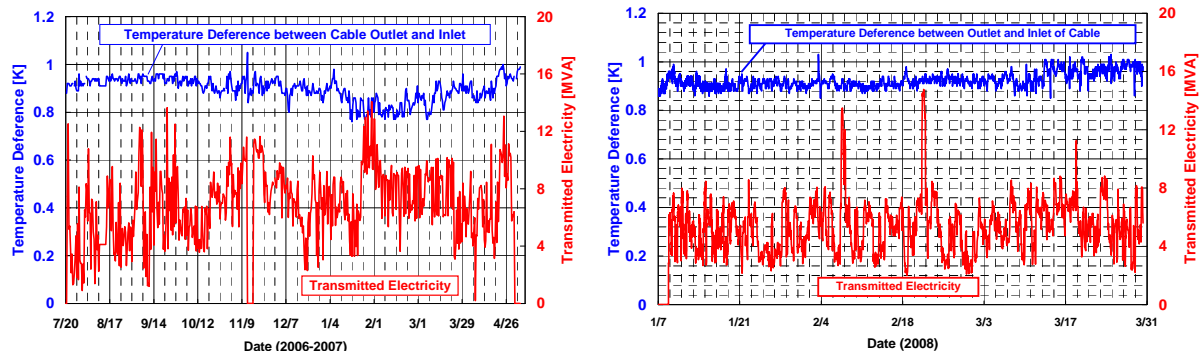 1.2
1
0.8
0.6
0.4
0.2
0
Temperature Deference [K]
Temperature Deference between Cable Outlet and Inlet
Transmitted Electricity
20
16
12
8
4
0
Transmitted Electricity [MVA]
7/20 8/17 9/14 10/12 11/9 12/7 1/4 2/1 3/1 3/29 4/26
Date (2006-2007)
1.2
1
0.8
0.6
0.4
0.2
0
Temperature Deference [K]
Temperature Difference between Outlet and Inlet of Cable
Transmitted Electricity
20
16
12
8
4
0
Transmitted Electricity [MVA]
1/7 1/21 2/4 2/18 3/3 3/17 3/31
Date (2008)